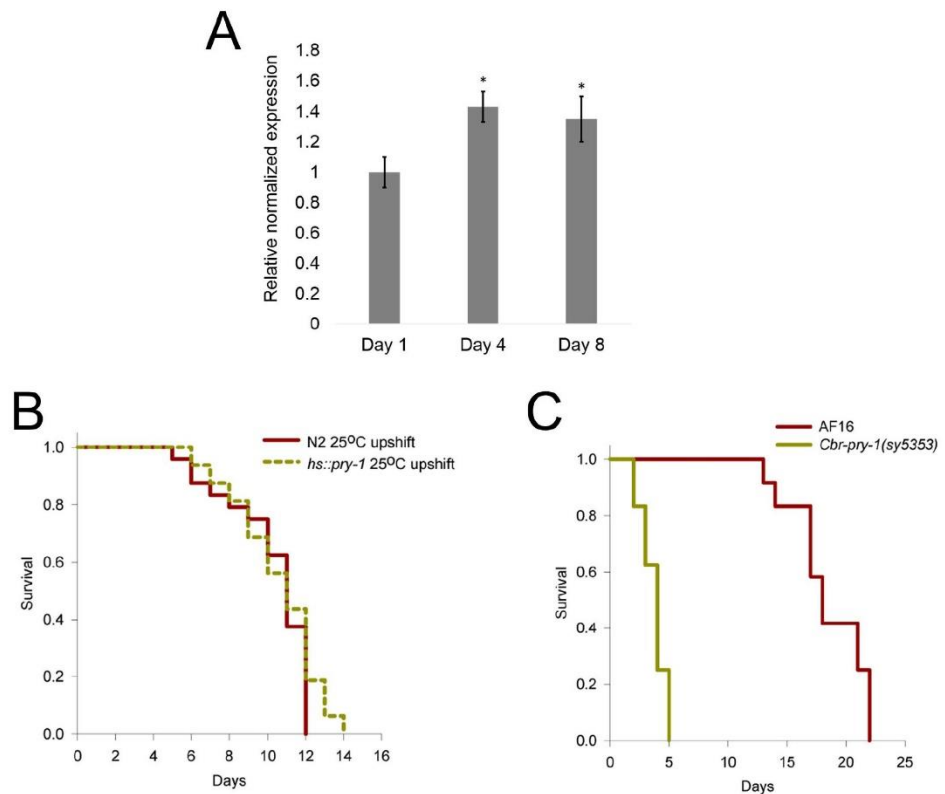 A
Relative normalized expression
1.8
1.6
1.4
1.2
1
0.8
0.6
0.4
0.2
0
* *
Day 1 Day 4 Day 8
B
N2 25ºC upshift
hs::pry-1 25ºC upshift
Survival
1.0
0.8
0.6
0.4
0.2
0.0
0 2 4 6 8 10 12 14 16
Days
C
AF16
Cbr-pry-1(sy5353)
Survival
1.0
0.8
0.6
0.4
0.2
0.0
0 5 10 15 20 25
Days